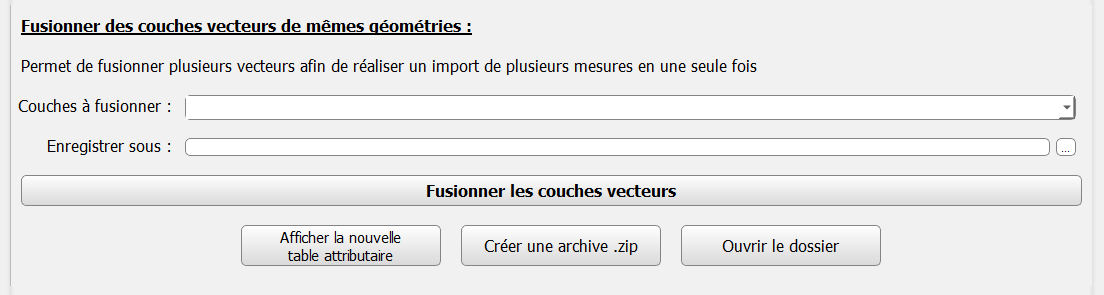 Fusionner des couches vecteurs de mêmes géométries :
Permet de fusionner plusieurs vecteurs afin de réaliser un import de plusieurs mesures en une seule fois
Couches à fusionner :
Enregistrer sous :
...
Fusionner les couches vecteurs
Afficher la nouvelle
table attributaire
Créer une archive .zip
Ouvrir le dossier